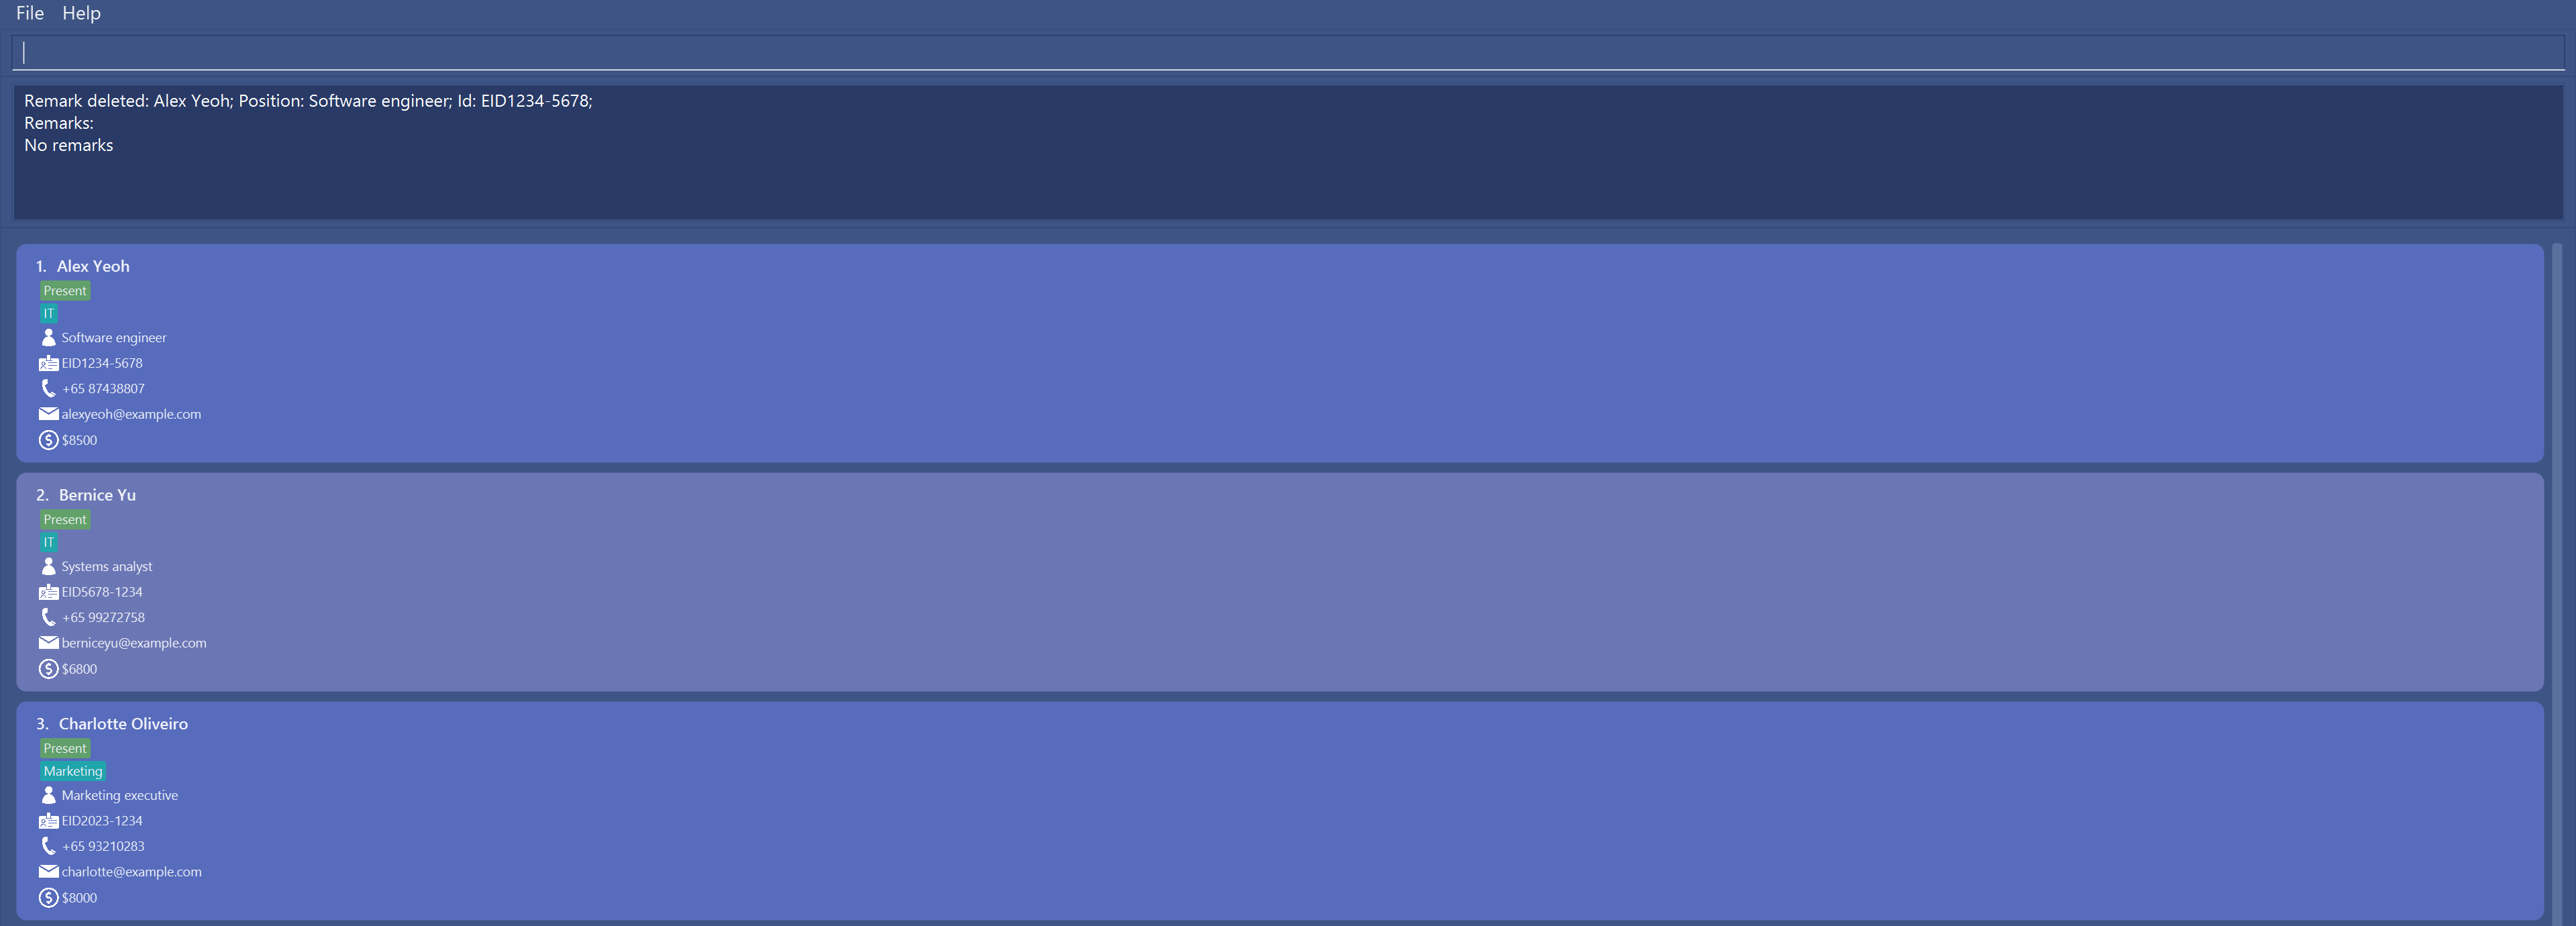 File Help
Remark deleted: Alex Yeoh; Position: Software engineer; Id: EID1234-5678;
Remarks:
No remarks
1. Alex Yeoh
Present
IT
Software engineer
EID1234-5678
+65 87438807
alexyeoh@example.com
$8500
2. Bernice Yu
Present
IT
Systems analyst
EID5678-1234
+65 99272758
berniceyu@example.com
$6800
3. Charlotte Oliveiro
Present
Marketing
Marketing executive
EID2023-1234
+65 93210283
charlotte@example.com
$8000